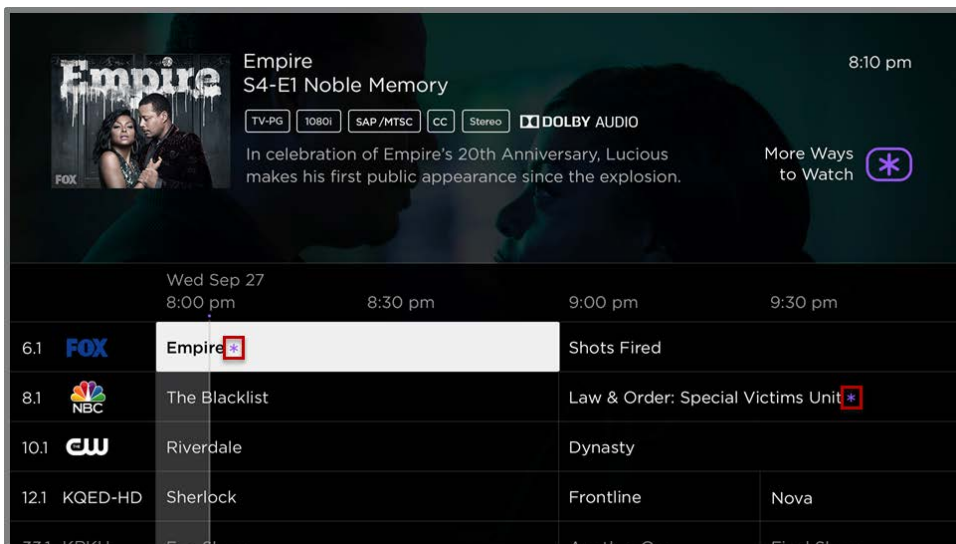 Empire
FOX
Empire
S4-E1 Noble Memory
TV-PG 1080i SAP/MTSC CC Stereo DOLBY AUDIO
In celebration of Empire's 20th Anniversary, Lucious
makes his first public appearance since the explosion.
8:10 pm
More Ways
to Watch *
Wed Sep 27
8:00 pm 8:30 pm 9:00 pm 9:30 pm
6.1 FOX Empire * Shots Fired
8.1 NBC The Blacklist Law & Order: Special Victims Unit *
10.1 THE CW Riverdale Dynasty
12.1 KQED-HD Sherlock Frontline Nova